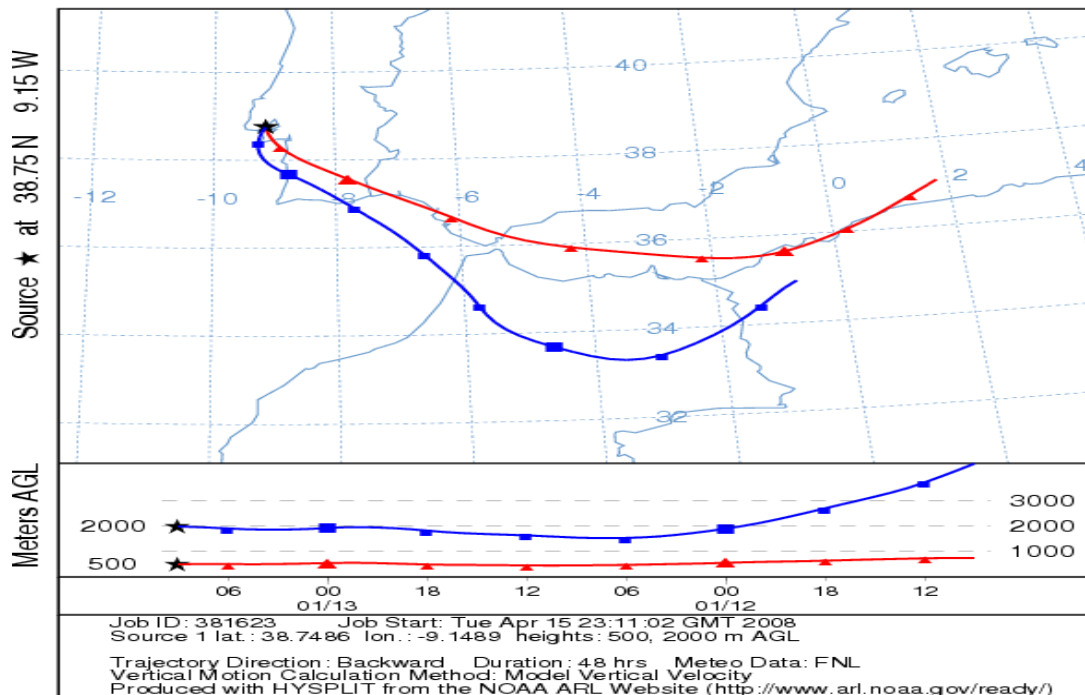 Source ★ at 38.75 N 9.15 W
40
38
-12
-10
-8
-6
-4
-2
0
2
4
36
34
32
Meters AGL
3000
2000
2000
1000
500
06 00 18 12 06 00 18 12
01/13 01/12
Job ID: 381623 Job Start: Tue Apr 15 23:11:02 GMT 2008
Source 1 lat.: 38.7486 lon.: -9.1489 heights: 500, 2000 m AGL
Trajectory Direction: Backward Duration: 48 hrs Meteo Data: FNL
Vertical Motion Calculation Method: Model Vertical Velocity
Produced with HYSPLIT from the NOAA ARL Website (http://www.arl.noaa.gov/ready/)